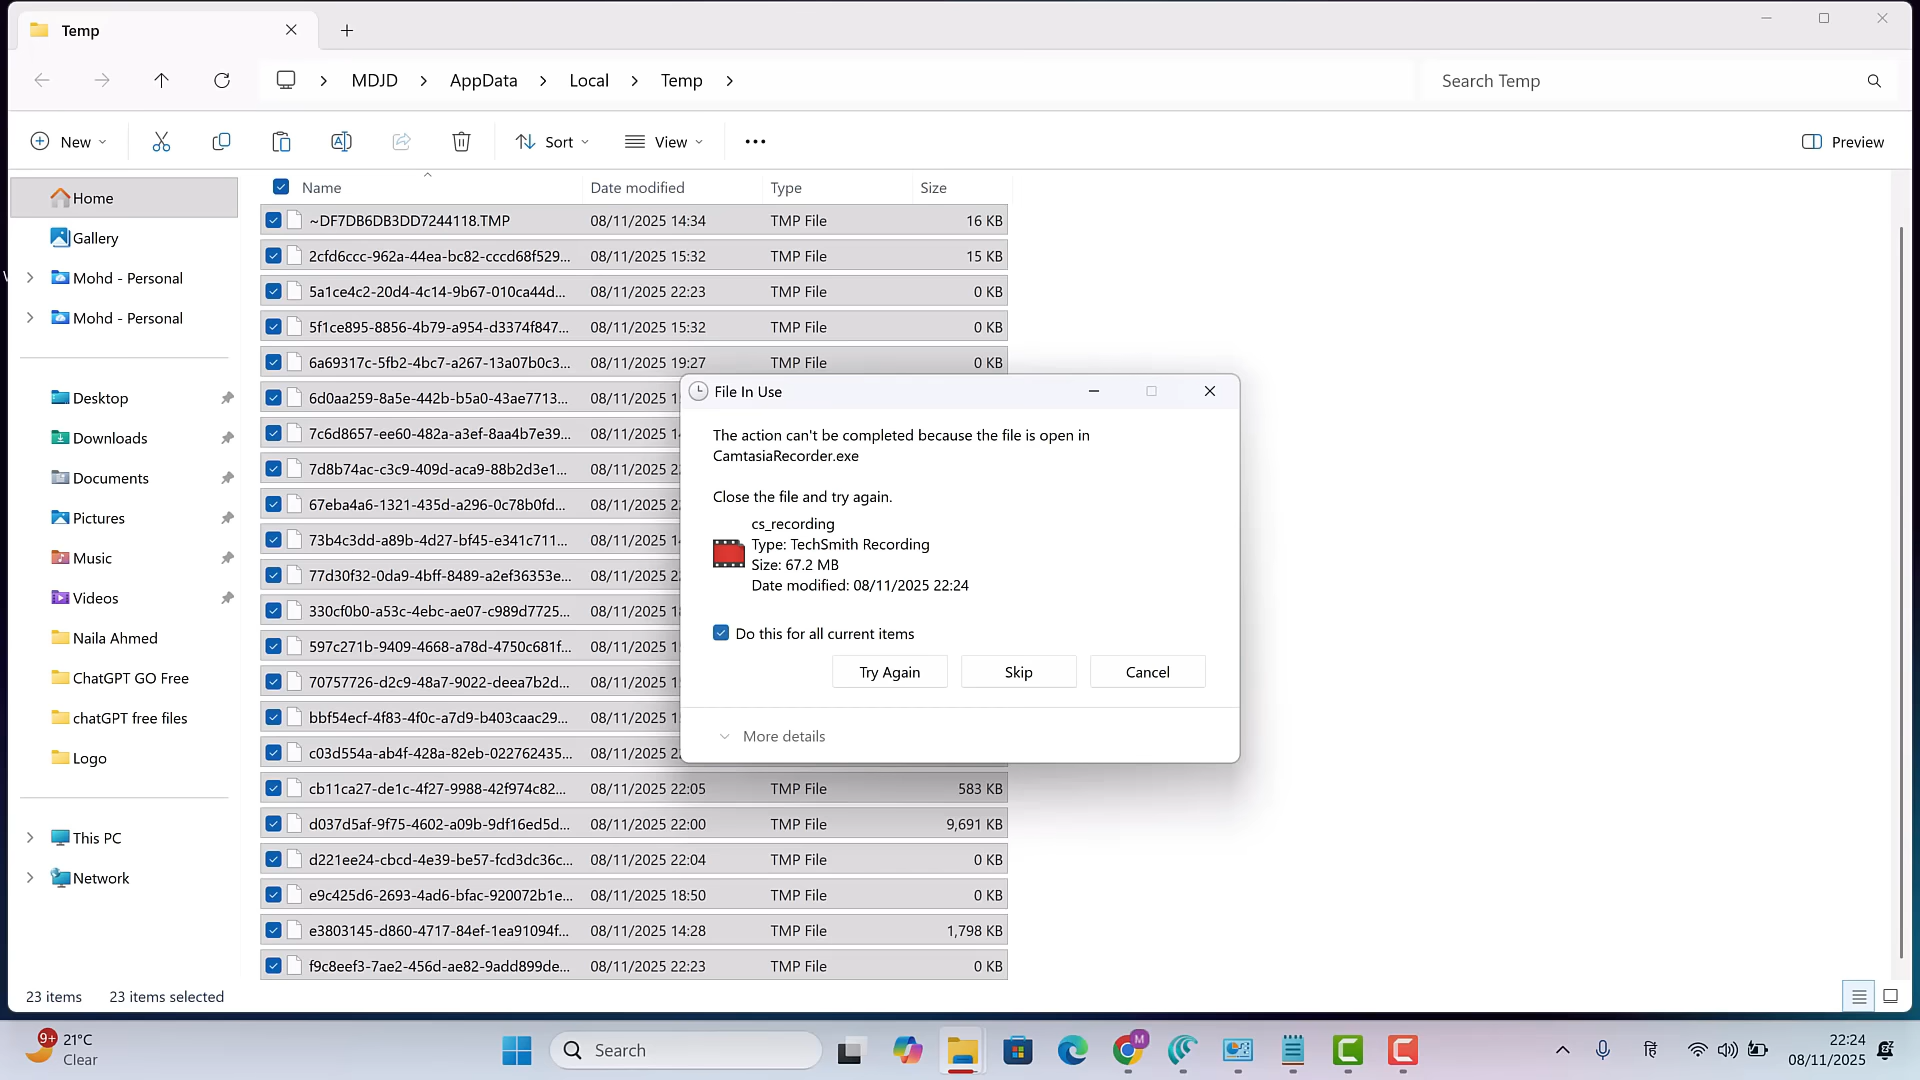 Temp
MDJD
AppData
Local
Temp
Search Temp
New
Sort
View
Preview
Name
Date modified
Type
Size
Home
Gallery
Mohd - Personal
Mohd - Personal
Desktop
Downloads
Documents
Pictures
Music
Videos
Naila Ahmed
ChatGPT GO Free
chatGPT free files
Logo
This PC
Network
~DF7DB6DB3DD7244118.TMP 08/11/2025 14:34 TMP File 16 KB
2cfd6ccc-962a-44ea-bc82-cccd68f529... 08/11/2025 15:32 TMP File 15 KB
5a1ce4c2-20d4-4c14-9b67-010ca44d... 08/11/2025 22:23 TMP File 0 KB
5f1ce895-8856-4b79-a954-d3374f847... 08/11/2025 15:32 TMP File 0 KB
6a69317c-5fb2-4bc7-a267-13a07b0c3... 08/11/2025 19:27 TMP File 0 KB
6d0aa259-8a5e-442b-b5a0-43ae7713... 08/11/2025
7c6d8657-ee60-482a-a3ef-8aa4b7e39... 08/11/2025
7d8b74ac-c3c9-409d-aca9-88b2d3e1... 08/11/2025
67eba4a6-1321-435d-a296-0c78b0fd... 08/11/2025
73b4c3dd-a89b-4d27-bf45-e341c711... 08/11/2025
77d30f32-0da9-4bff-8489-a2ef36353e... 08/11/2025
330cf0b0-a53c-4ebc-ae07-c989d7725... 08/11/2025
597c271b-9409-4668-a78d-4750c681f... 08/11/2025
70757726-d2c9-48a7-9022-deea7b2d... 08/11/2025
bbf54ecf-4f83-4f0c-a7d9-b403caac29... 08/11/2025
c03d554a-ab4f-428a-82eb-022762435... 08/11/2025
cb11ca27-de1c-4f27-9988-42f974c82... 08/11/2025 22:05 TMP File 583 KB
d037d5af-9f75-4602-a09b-9df16ed5d... 08/11/2025 22:00 TMP File 9,691 KB
d221ee24-cbcd-4e39-be57-fcd3dc36c... 08/11/2025 22:04 TMP File 0 KB
e9c425d6-2693-4ad6-bfac-920072b1e... 08/11/2025 18:50 TMP File 0 KB
e3803145-d860-4717-84ef-1ea91094f... 08/11/2025 14:28 TMP File 1,798 KB
f9c8eef3-7ae2-456d-ae82-9add899de... 08/11/2025 22:23 TMP File 0 KB
File In Use
The action can't be completed because the file is open in
CamtasiaRecorder.exe
Close the file and try again.
cs_recording
Type: TechSmith Recording
Size: 67.2 MB
Date modified: 08/11/2025 22:24
Do this for all current items
Try Again
Skip
Cancel
More details
23 items
23 items selected
9+
21°C
Clear
Search
M
हि
22:24
08/11/2025